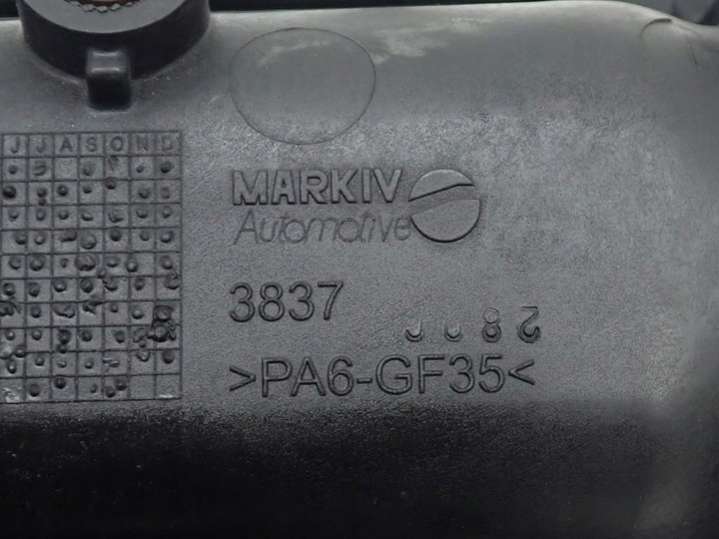 J J A S O N D
MARKIV
Automotive
3837
>PA6-GF35<